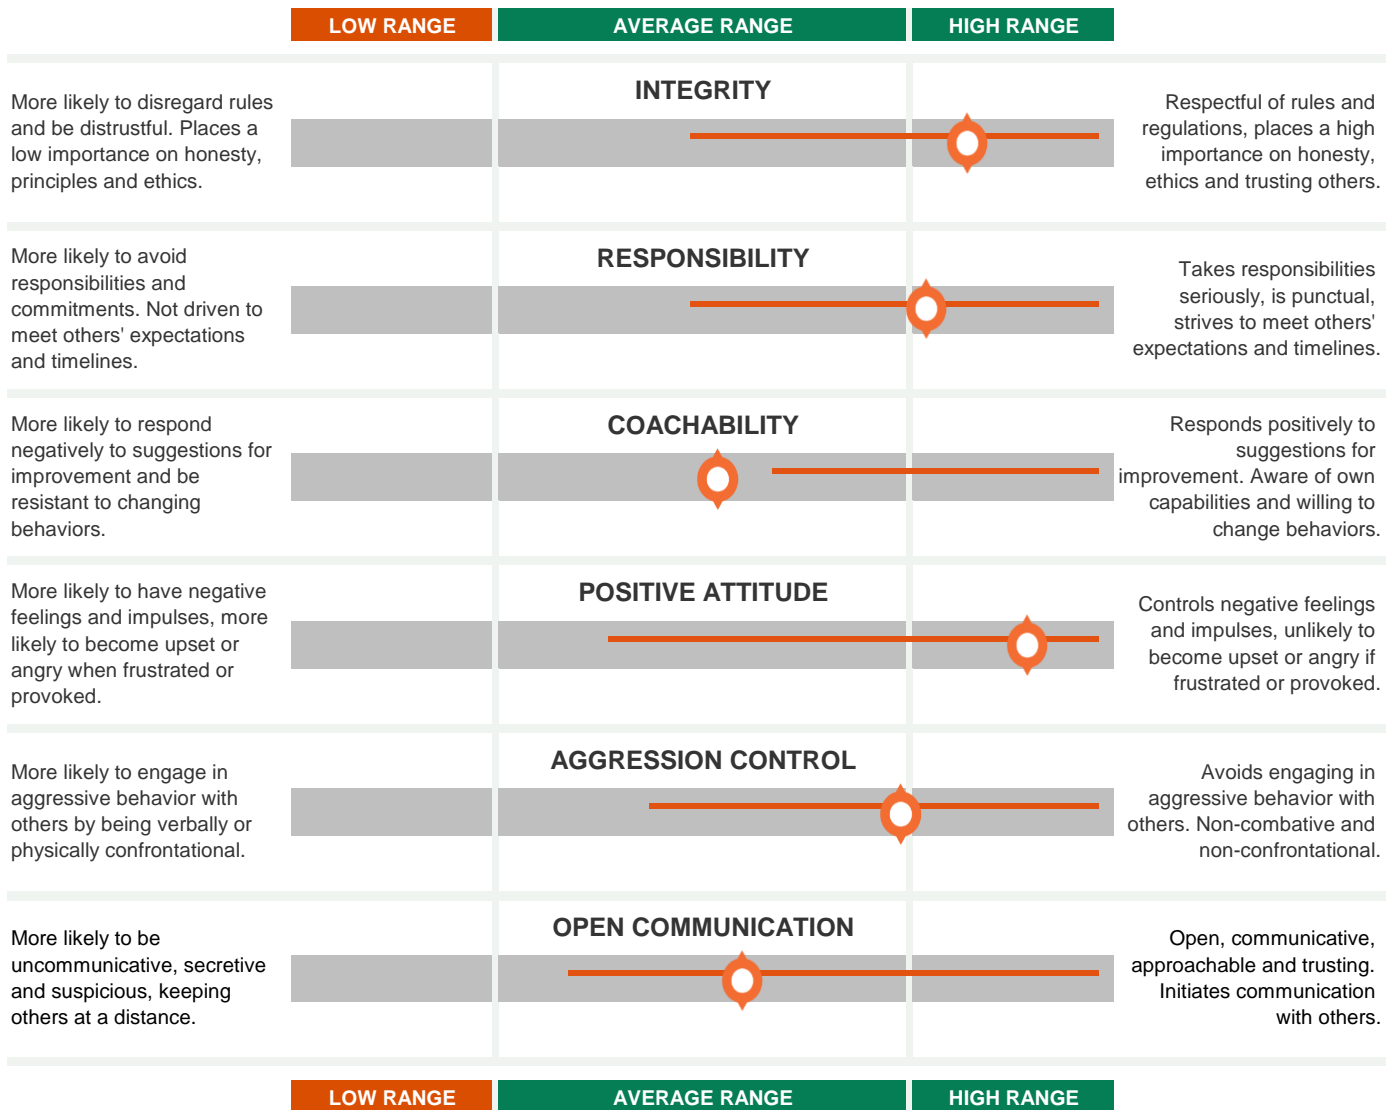 LOW RANGE
AVERAGE RANGE
HIGH RANGE
INTEGRITY
More likely to disregard rules
and be distrustful. Places a
low importance on honesty,
principles and ethics.
Respectful of rules and
regulations, places a high
importance on honesty,
ethics and trusting others.
RESPONSIBILITY
More likely to avoid
responsibilities and
commitments. Not driven to
meet others' expectations
and timelines.
Takes responsibilities
seriously, is punctual,
strives to meet others'
expectations and timelines.
COACHABILITY
More likely to respond
negatively to suggestions for
improvement and be
resistant to changing
behaviors.
Responds positively to
suggestions for
improvement. Aware of own
capabilities and willing to
change behaviors.
POSITIVE ATTITUDE
More likely to have negative
feelings and impulses, more
likely to become upset or
angry when frustrated or
provoked.
Controls negative feelings
and impulses, unlikely to
become upset or angry if
frustrated or provoked.
AGGRESSION CONTROL
More likely to engage in
aggressive behavior with
others by being verbally or
physically confrontational.
Avoids engaging in
aggressive behavior with
others. Non-combative and
non-confrontational.
OPEN COMMUNICATION
More likely to be
uncommunicative, secretive
and suspicious, keeping
others at a distance.
Open, communicative,
approachable and trusting.
Initiates communication
with others.
LOW RANGE
AVERAGE RANGE
HIGH RANGE